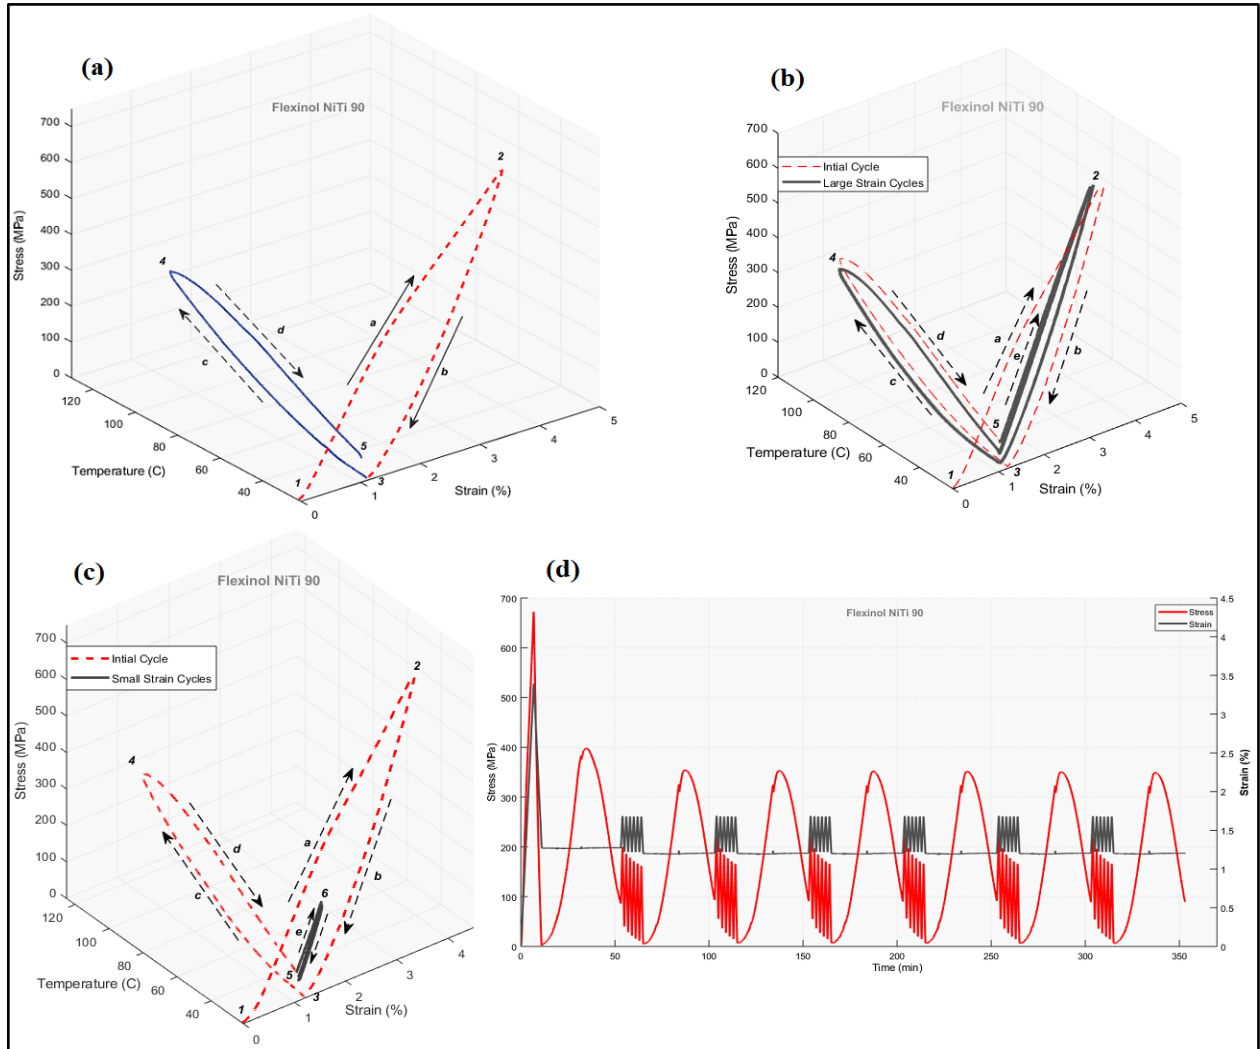 (a)
Flexinol NiTi 90
700
600
500
400
300
200
100
0
Stress (MPa)
120
100
80
60
40
Temperature (C)
0
1
2
3
4
5
Strain (%)
1
2
3
4
5
a
b
c
d
(b)
Flexinol NiTi 90
Intial Cycle
Large Strain Cycles
700
600
500
400
300
200
100
0
Stress (MPa)
120
100
80
60
40
Temperature (C)
0
1
2
3
4
5
Strain (%)
1
2
3
4
5
a
b
c
d
e
(c)
Flexinol NiTi 90
Intial Cycle
Small Strain Cycles
700
600
500
400
300
200
100
0
Stress (MPa)
120
100
80
60
40
Temperature (C)
0
1
2
3
4
Strain (%)
1
2
3
4
5
6
a
b
c
d
e
(d)
Flexinol NiTi 90
Stress
Strain
700
600
500
400
300
200
100
0
Stress (MPa)
4.5
4
3.5
3
2.5
2
1.5
1
0.5
0
Strain (%)
0
50
100
150
200
250
300
350
Time (min)